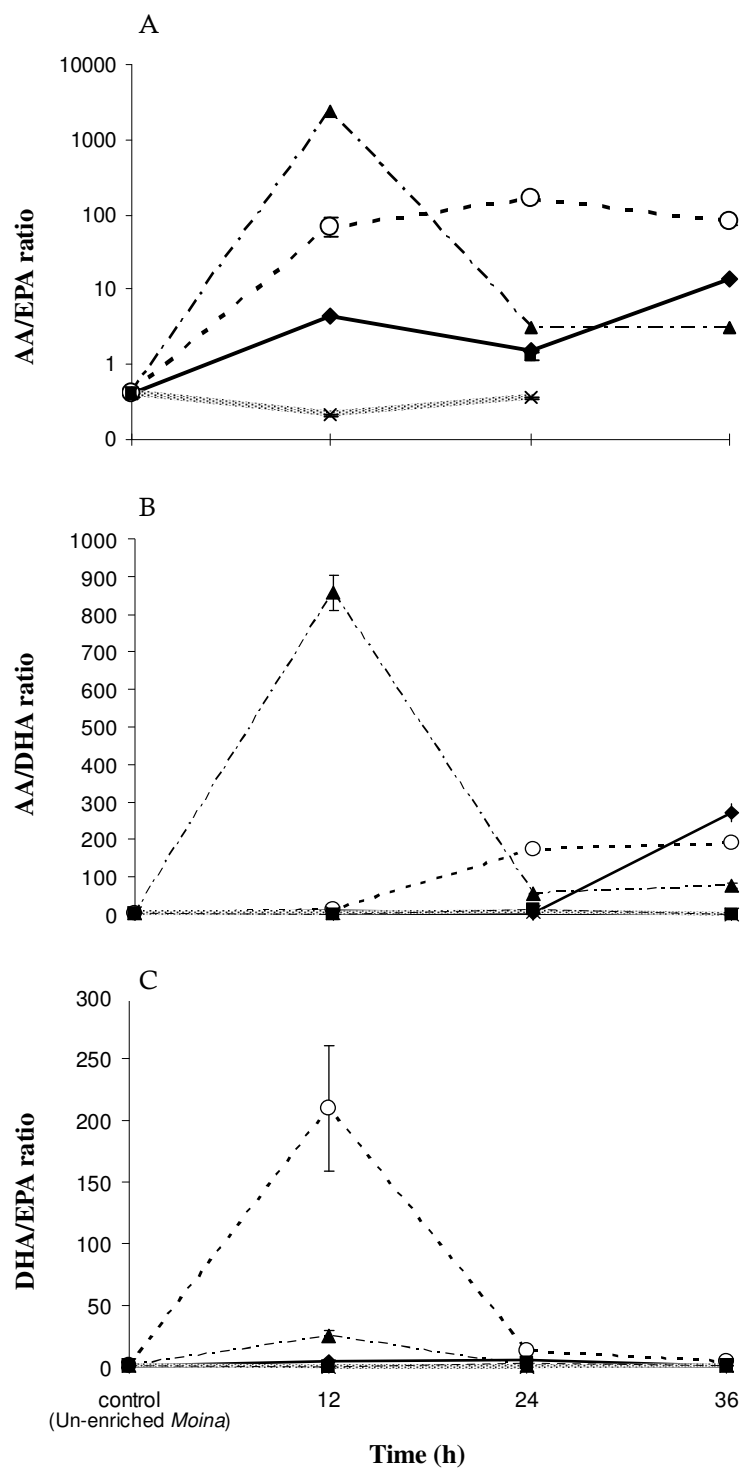 A
10000
1000
100
10
1
0
AA/EPA ratio
B
1000
900
800
700
600
500
400
300
200
100
0
AA/DHA ratio
C
300
250
200
150
100
50
0
DHA/EPA ratio
control 12 24 36
(Un-enriched Moina)
Time (h)